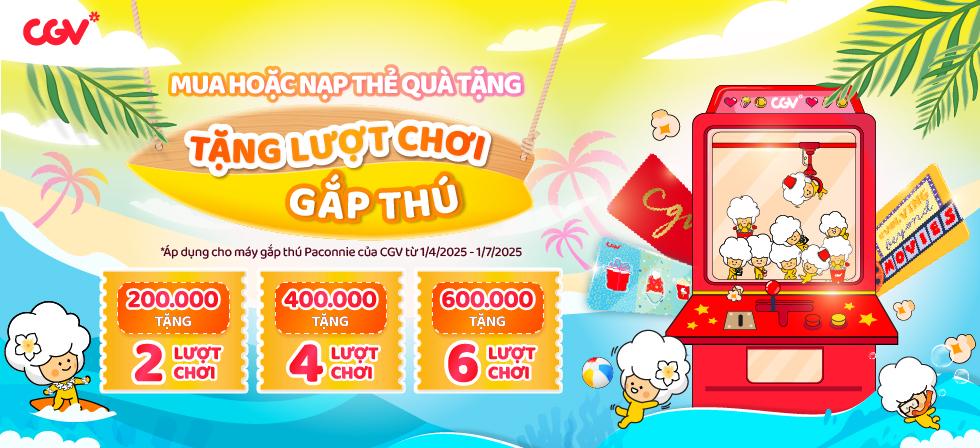 CGV*
MUA HOẶC NẠP THẺ QUÀ TẶNG
TẶNG LƯỢT CHƠI
GẮP THÚ
*Áp dụng cho máy gắp thú Paconnie của CGV từ 1/4/2025 - 1/7/2025
200.000
TẶNG
2 LƯỢT CHƠI
400.000
TẶNG
4 LƯỢT CHƠI
600.000
TẶNG
6 LƯỢT CHƠI
CGV*
CGV
MOVIES